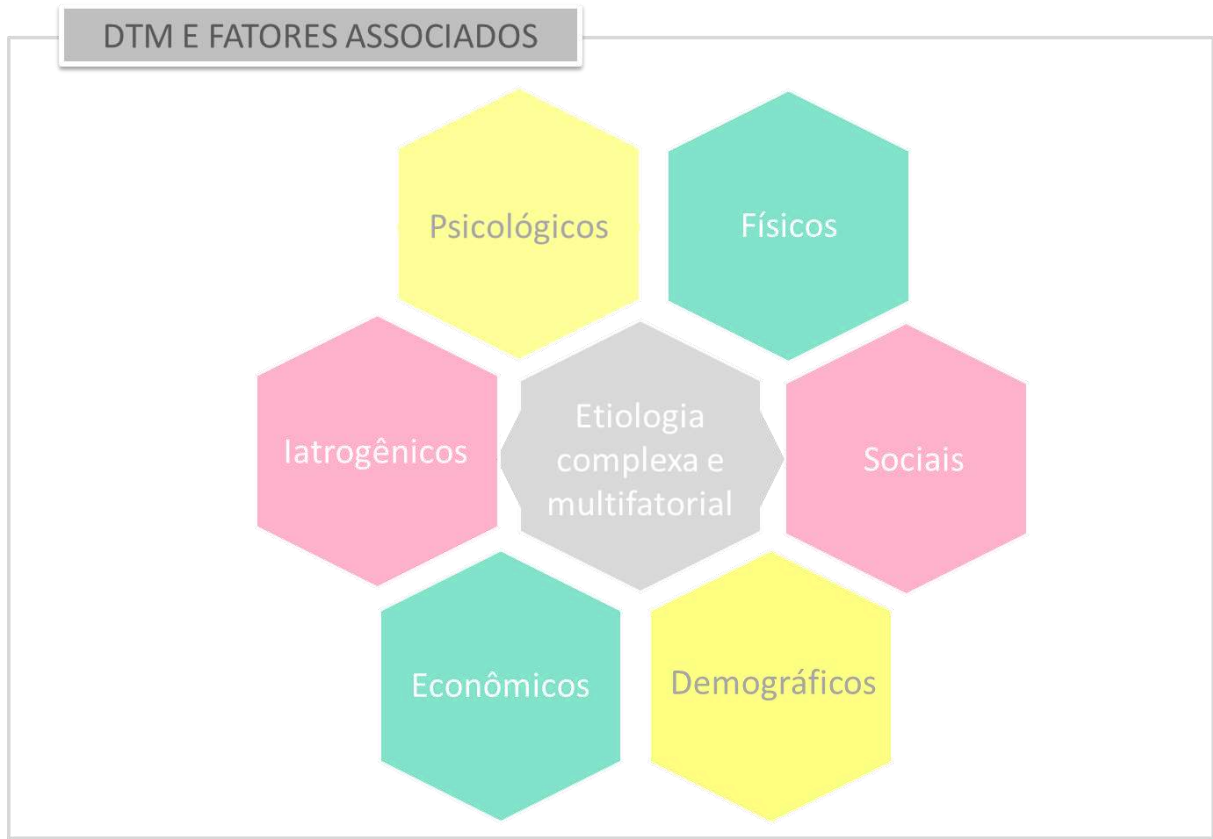 DTM E FATORES ASSOCIADOS
Psicológicos
Físicos
Iatrogênicos
Etiologia
complexa e
multifatorial
Sociais
Econômicos
Demográficos